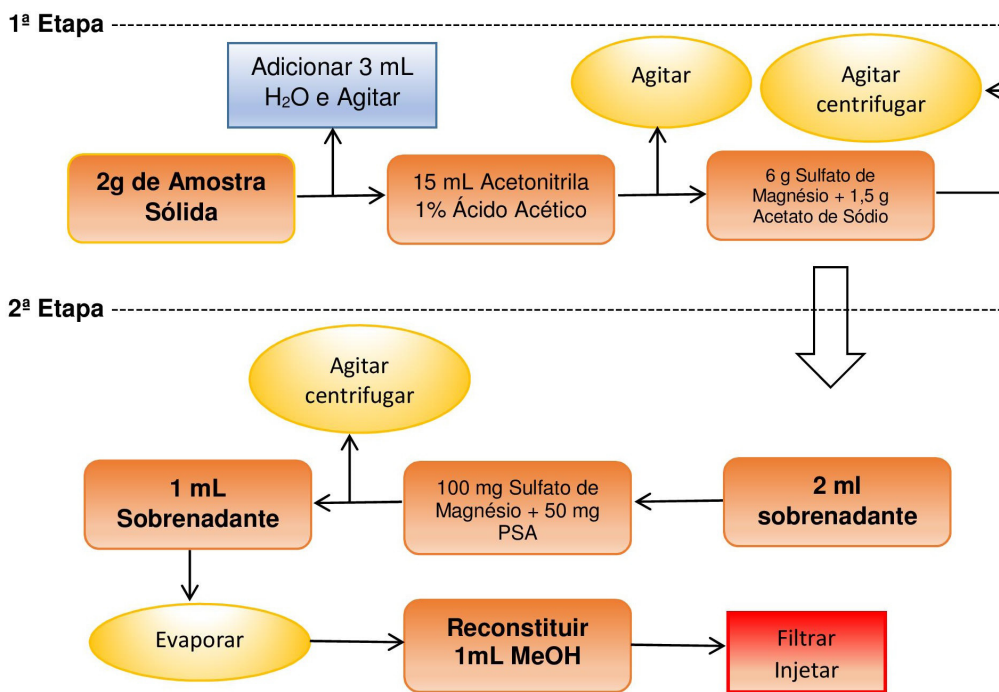 1ª Etapa
Adicionar 3 mL
H₂O e Agitar
Agitar
Agitar
centrifugar
2g de Amostra
Sólida
15 mL Acetonitrila
1% Ácido Acético
6 g Sulfato de
Magnésio + 1,5 g
Acetato de Sódio
2ª Etapa
Agitar
centrifugar
1 mL
Sobrenadante
100 mg Sulfato de
Magnésio + 50 mg
PSA
2 ml
sobrenadante
Evaporar
Reconstituir
1mL MeOH
Filtrar
Injetar